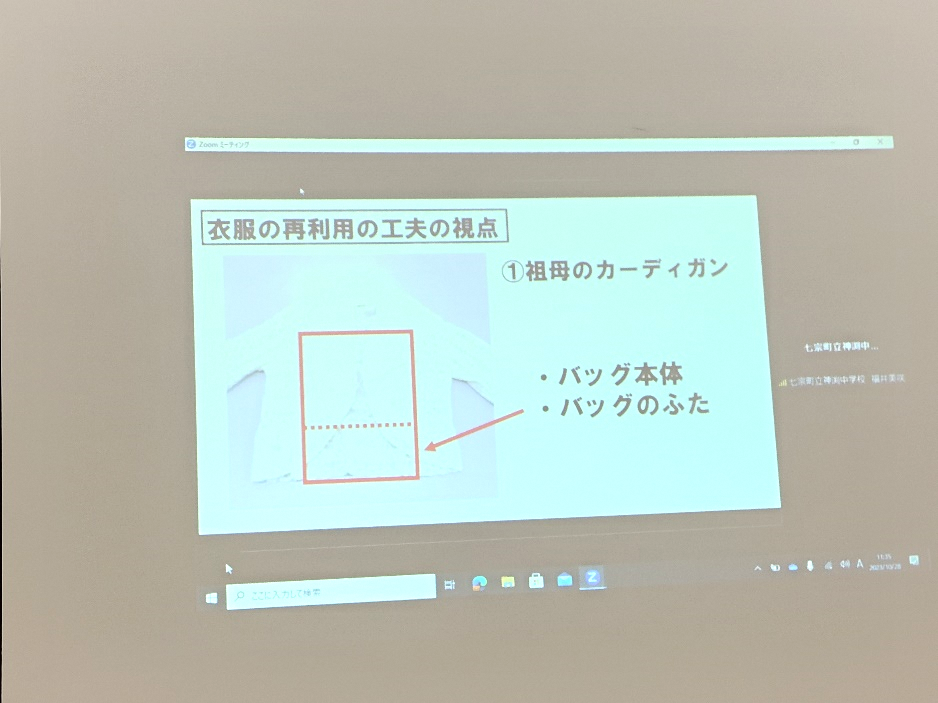 Zoom ミーティング
衣服の再利用の工夫の視点
①祖母のカーディガン
・バッグ本体
・バッグのふた
七宗町立神渕中...
七宗町立神渕中学校
ここに入力して検索
A